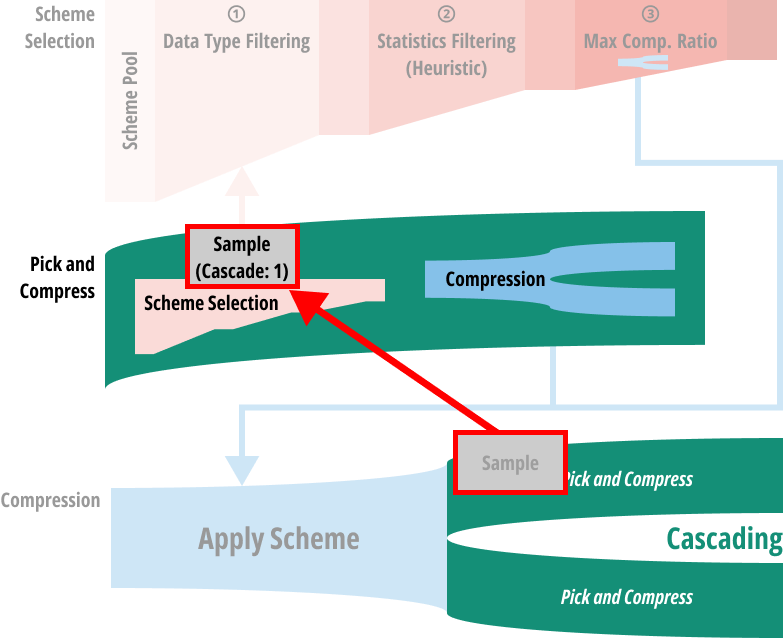 Scheme
Selection
Scheme Pool
①
Data Type Filtering
②
Statistics Filtering
(Heuristic)
③
Max Comp. Ratio
Pick and
Compress
Sample
(Cascade: 1)
Scheme Selection
Compression
Compression
Apply Scheme
Sample
Pick and Compress
Cascading
Pick and Compress